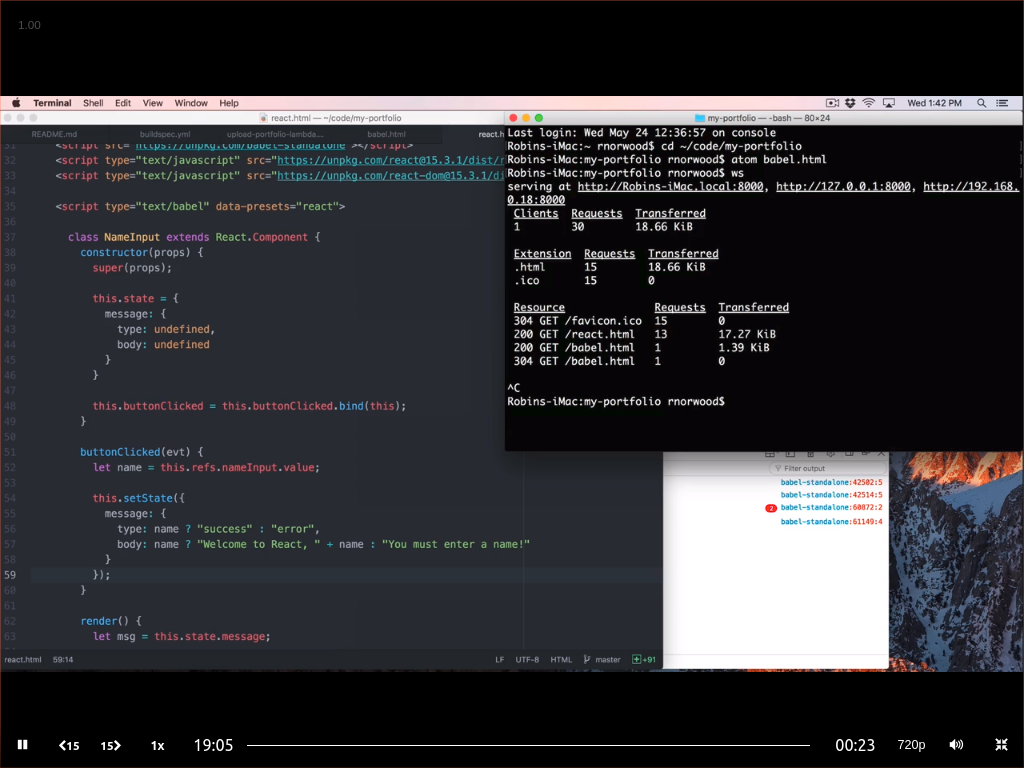 1.00
Terminal Shell Edit View Window Help
Wed 1:42 PM
react.html — ~/code/my-portfolio
README.md buildspec.yml upload-portfolio-lambda.... babel.html react.h
31 <script src="https://unpkg.com/babel-standalone"></script>
32 <script type="text/javascript" src="https://unpkg.com/react@15.3.1/dist/r
33 <script type="text/javascript" src="https://unpkg.com/react-dom@15.3.1/di
34
35 <script type="text/babel" data-presets="react">
36
37 class NameInput extends React.Component {
38 constructor(props) {
39 super(props);
40
41 this.state = {
42 message: {
43 type: undefined,
44 body: undefined
45 }
46 }
47
48 this.buttonClicked = this.buttonClicked.bind(this);
49 }
50
51 buttonClicked(evt) {
52 let name = this.refs.nameInput.value;
53
54 this.setState({
55 message: {
56 type: name ? "success" : "error",
57 body: name ? "Welcome to React, " + name : "You must enter a name!"
58 }
59 });
60 }
61
62 render() {
63 let msg = this.state.message;
react.html 59:14 LF UTF-8 HTML master +91
my-portfolio — -bash — 80×24
Last login: Wed May 24 12:36:57 on console
Robins-iMac:~ rnorwood$ cd ~/code/my-portfolio
Robins-iMac:my-portfolio rnorwood$ atom babel.html
Robins-iMac:my-portfolio rnorwood$ ws
serving at http://Robins-iMac.local:8000, http://127.0.0.1:8000, http://192.168.
0.18:8000
Clients Requests Transferred
1 30 18.66 KiB
Extension Requests Transferred
.html 15 18.66 KiB
.ico 15 0
Resource Requests Transferred
304 GET /favicon.ico 15 0
200 GET /react.html 13 17.27 KiB
200 GET /babel.html 1 1.39 KiB
304 GET /babel.html 1 0
^C
Robins-iMac:my-portfolio rnorwood$
Filter output
babel-standalone:42502:5
babel-standalone:42514:5
2 babel-standalone:60872:2
babel-standalone:61149:4
15 15 1x 19:05 00:23 720p